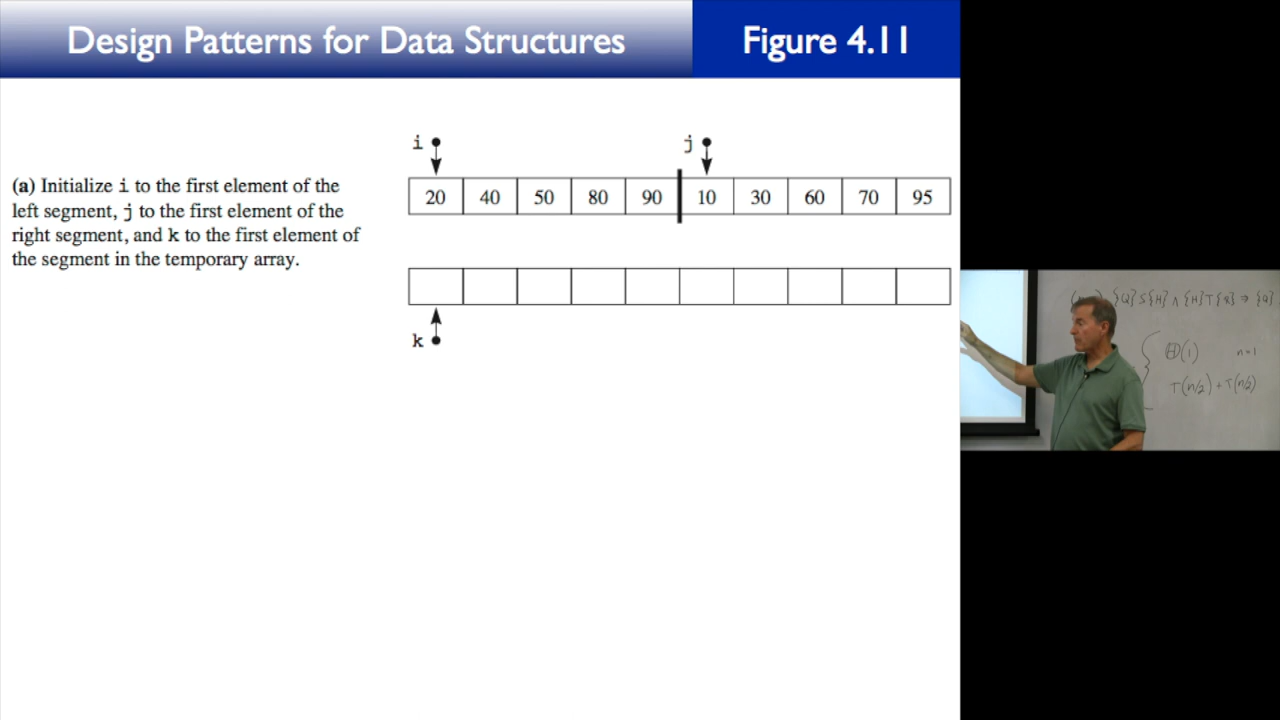 Design Patterns for Data Structures
Figure 4.11
i
j
(a) Initialize i to the first element of the
left segment, j to the first element of the
right segment, and k to the first element of
the segment in the temporary array.
20 40 50 80 90 10 30 60 70 95
k
{Q} S {H} ∧ {H} T {R} ⇒ {Q}
Θ(1) n=1
T(n/2) + T(n/2)